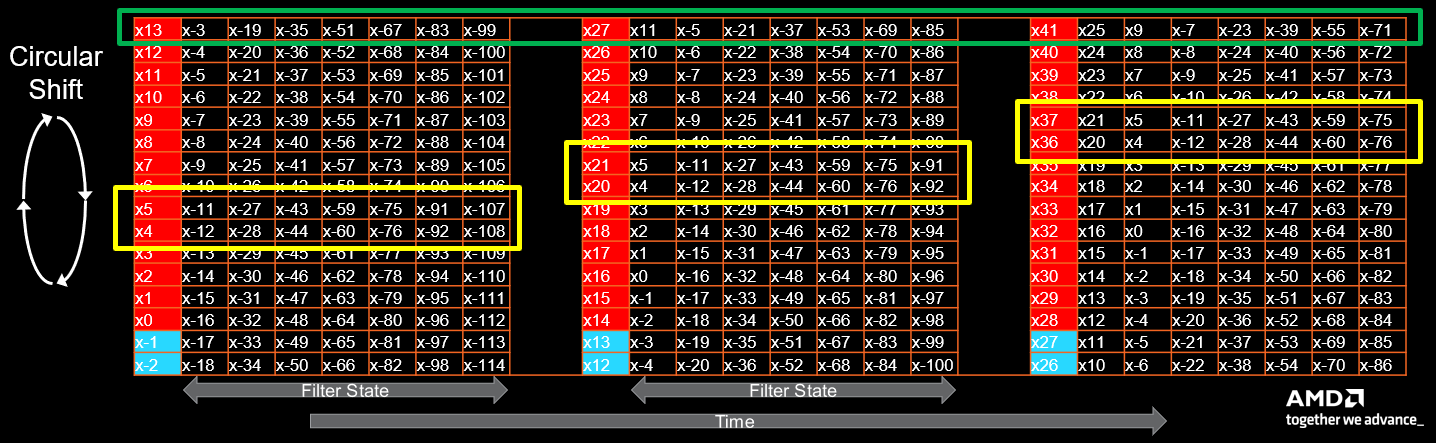 Circular
Shift
x13 x-3 x-19 x-35 x-51 x-67 x-83 x-99 x27 x11 x-5 x-21 x-37 x-53 x-69 x-85 x41 x25 x9 x-7 x-23 x-39 x-55 x-71
x12 x-4 x-20 x-36 x-52 x-68 x-84 x-100 x26 x10 x-6 x-22 x-38 x-54 x-70 x-86 x40 x24 x8 x-8 x-24 x-40 x-56 x-72
x11 x-5 x-21 x-37 x-53 x-69 x-85 x-101 x25 x9 x-7 x-23 x-39 x-55 x-71 x-87 x39 x23 x7 x-9 x-25 x-41 x-57 x-73
x10 x-6 x-22 x-38 x-54 x-70 x-86 x-102 x24 x8 x-8 x-24 x-40 x-56 x-72 x-88 x38 x22 x6 x-10 x-26 x-42 x-58 x-74
x9 x-7 x-23 x-39 x-55 x-71 x-87 x-103 x23 x7 x-9 x-25 x-41 x-57 x-73 x-89 x37 x21 x5 x-11 x-27 x-43 x-59 x-75
x8 x-8 x-24 x-40 x-56 x-72 x-88 x-104 x22 x6 x-10 x-26 x-42 x-58 x-74 x-90 x36 x20 x4 x-12 x-28 x-44 x-60 x-76
x7 x-9 x-25 x-41 x-57 x-73 x-89 x-105 x21 x5 x-11 x-27 x-43 x-59 x-75 x-91 x35 x19 x3 x-13 x-29 x-45 x-61 x-77
x6 x-10 x-26 x-42 x-58 x-74 x-90 x-106 x20 x4 x-12 x-28 x-44 x-60 x-76 x-92 x34 x18 x2 x-14 x-30 x-46 x-62 x-78
x5 x-11 x-27 x-43 x-59 x-75 x-91 x-107 x19 x3 x-13 x-29 x-45 x-61 x-77 x-93 x33 x17 x1 x-15 x-31 x-47 x-63 x-79
x4 x-12 x-28 x-44 x-60 x-76 x-92 x-108 x18 x2 x-14 x-30 x-46 x-62 x-78 x-94 x32 x16 x0 x-16 x-32 x-48 x-64 x-80
x3 x-13 x-29 x-45 x-61 x-77 x-93 x-109 x17 x1 x-15 x-31 x-47 x-63 x-79 x-95 x31 x15 x-1 x-17 x-33 x-49 x-65 x-81
x2 x-14 x-30 x-46 x-62 x-78 x-94 x-110 x16 x0 x-16 x-32 x-48 x-64 x-80 x-96 x30 x14 x-2 x-18 x-34 x-50 x-66 x-82
x1 x-15 x-31 x-47 x-63 x-79 x-95 x-111 x15 x-1 x-17 x-33 x-49 x-65 x-81 x-97 x29 x13 x-3 x-19 x-35 x-51 x-67 x-83
x0 x-16 x-32 x-48 x-64 x-80 x-96 x-112 x14 x-2 x-18 x-34 x-50 x-66 x-82 x-98 x28 x12 x-4 x-20 x-36 x-52 x-68 x-84
x-1 x-17 x-33 x-49 x-65 x-81 x-97 x-113 x13 x-3 x-19 x-35 x-51 x-67 x-83 x-99 x27 x11 x-5 x-21 x-37 x-53 x-69 x-85
x-2 x-18 x-34 x-50 x-66 x-82 x-98 x-114 x12 x-4 x-20 x-36 x-52 x-68 x-84 x-100 x26 x10 x-6 x-22 x-38 x-54 x-70 x-86
Filter State Filter State
Time
AMD
together we advance_